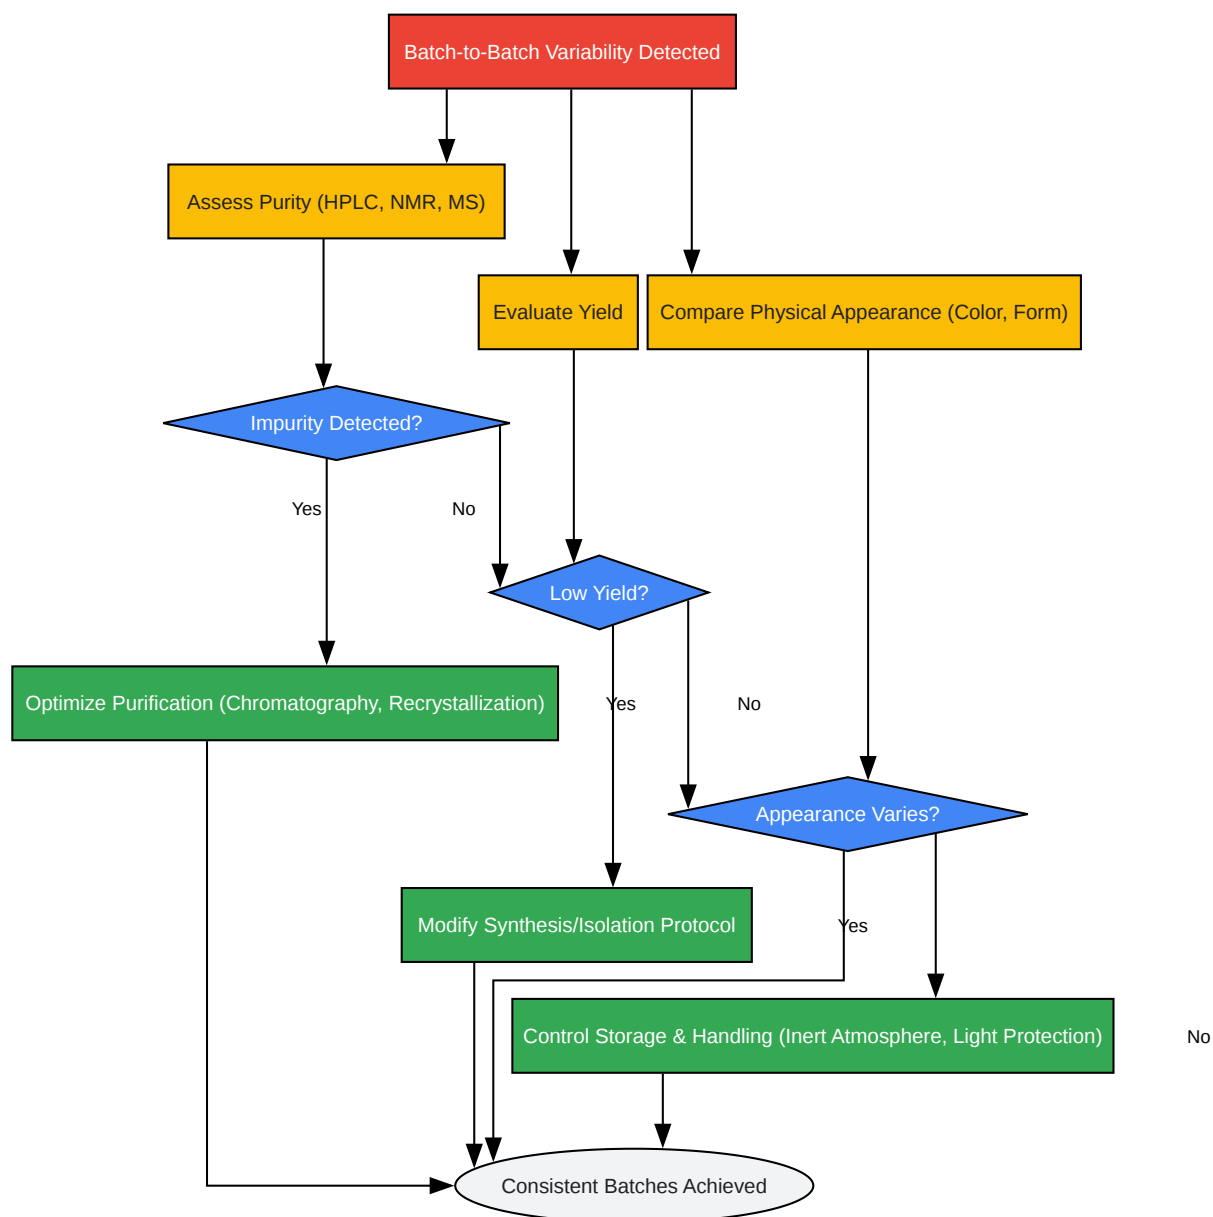 Batch-to-Batch Variability Detected
Assess Purity (HPLC, NMR, MS)
Evaluate Yield
Compare Physical Appearance (Color, Form)
Impurity Detected?
Yes
No
Low Yield?
Optimize Purification (Chromatography, Recrystallization)
Yes
No
Appearance Varies?
Modify Synthesis/Isolation Protocol
Yes
Control Storage & Handling (Inert Atmosphere, Light Protection)
No
Consistent Batches Achieved